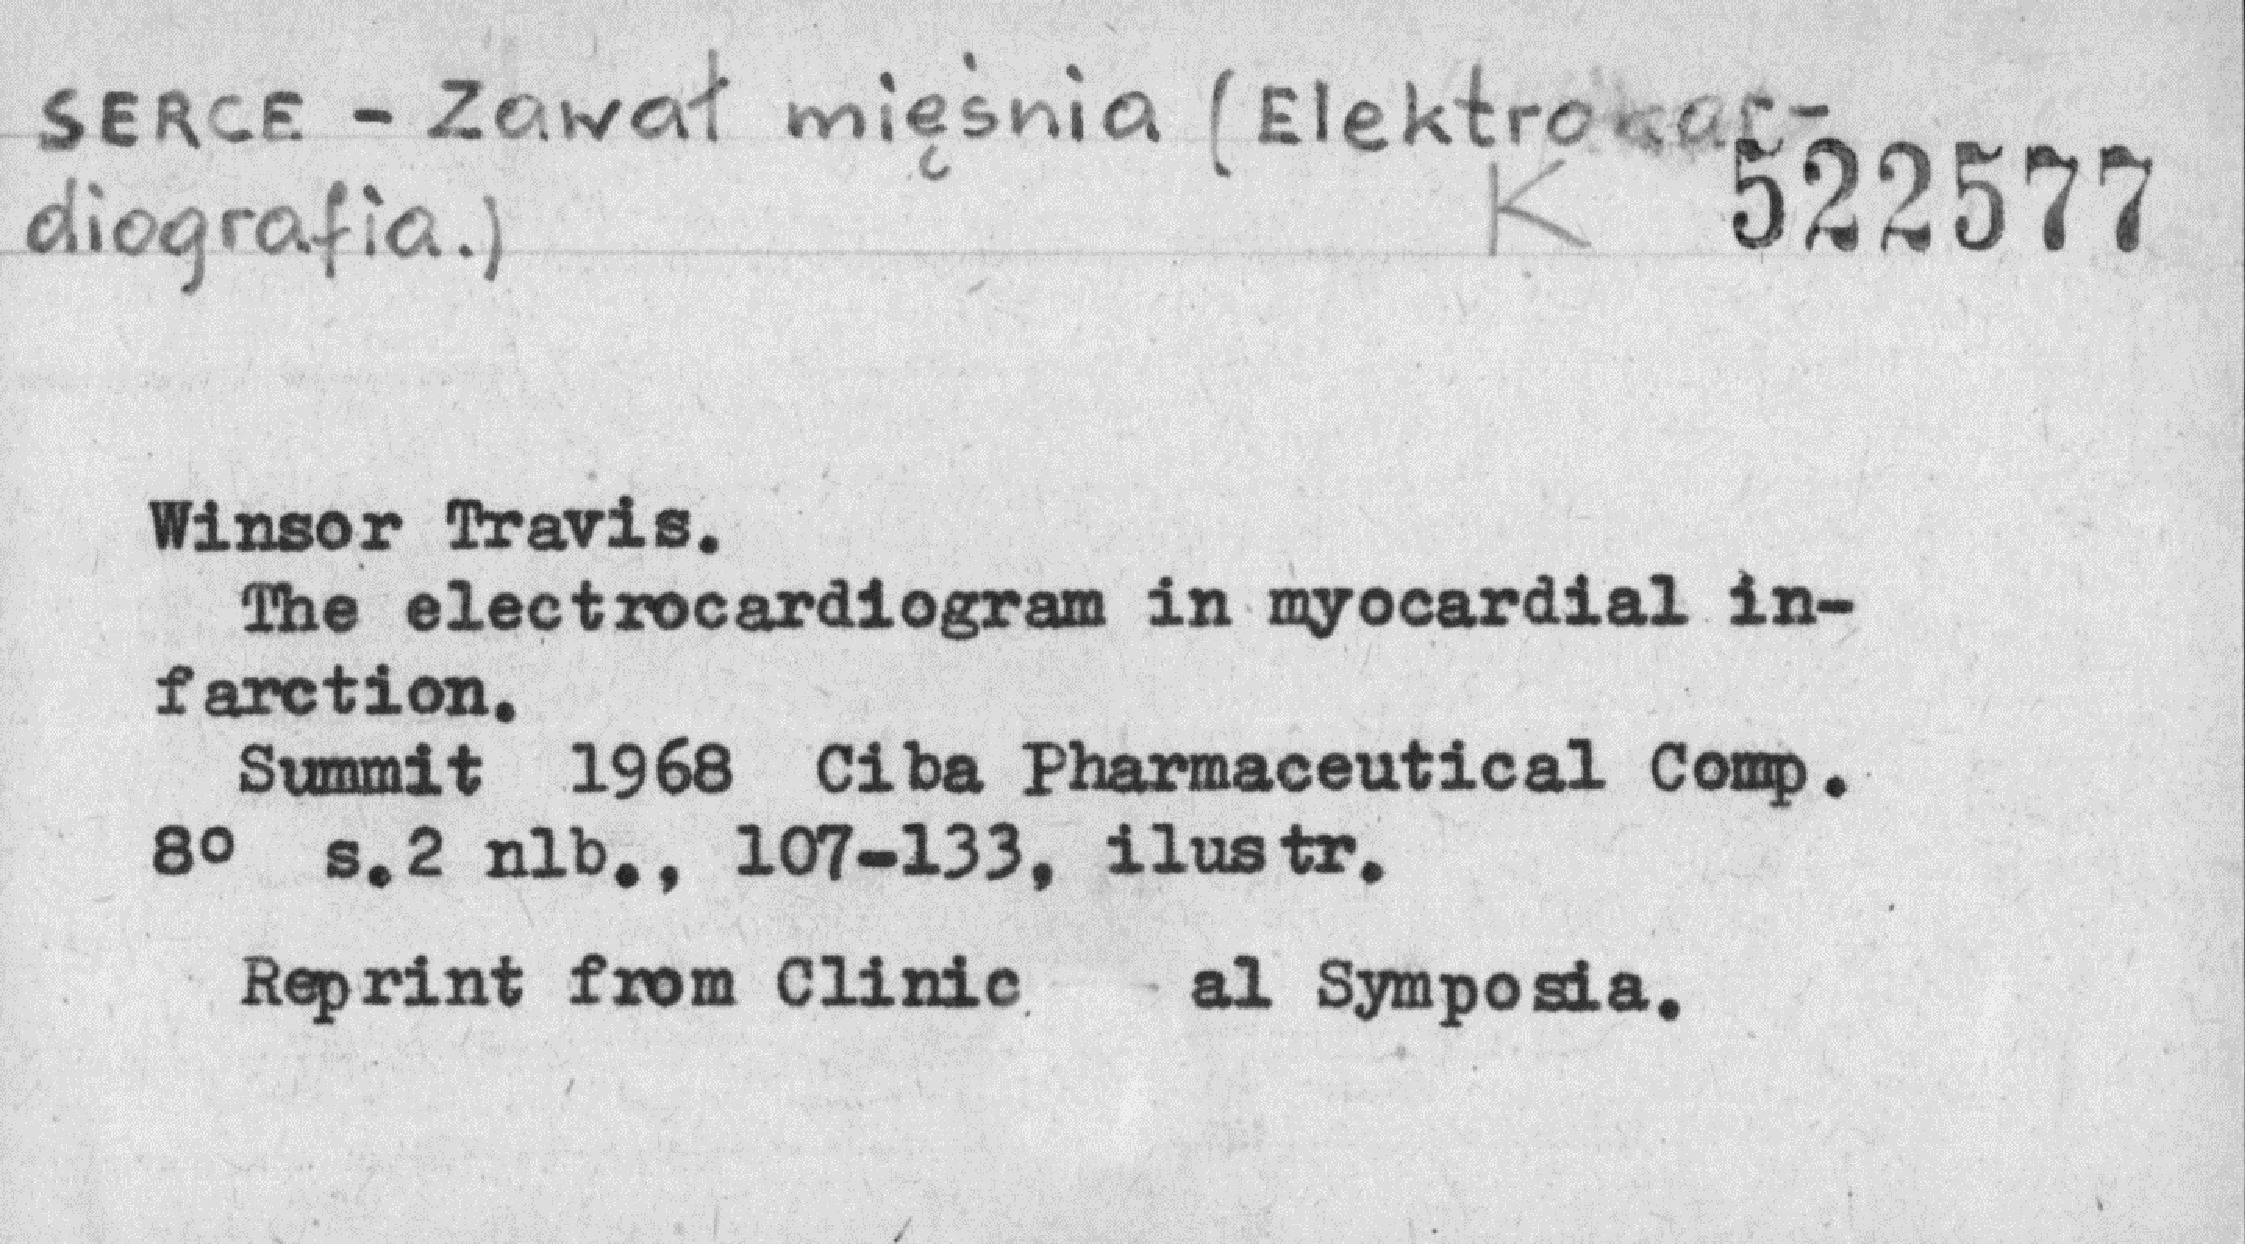 SERCE - Zawał mięśnia (Elektrokar-
diografia.)
K 522577
Winsor Travis.
The electrocardiogram in myocardial in-
farction.
Summit 1968 Ciba Pharmaceutical Comp.
8º s.2 nlb., 107-133, ilustr.
Reprint from Clinic al Symposia.